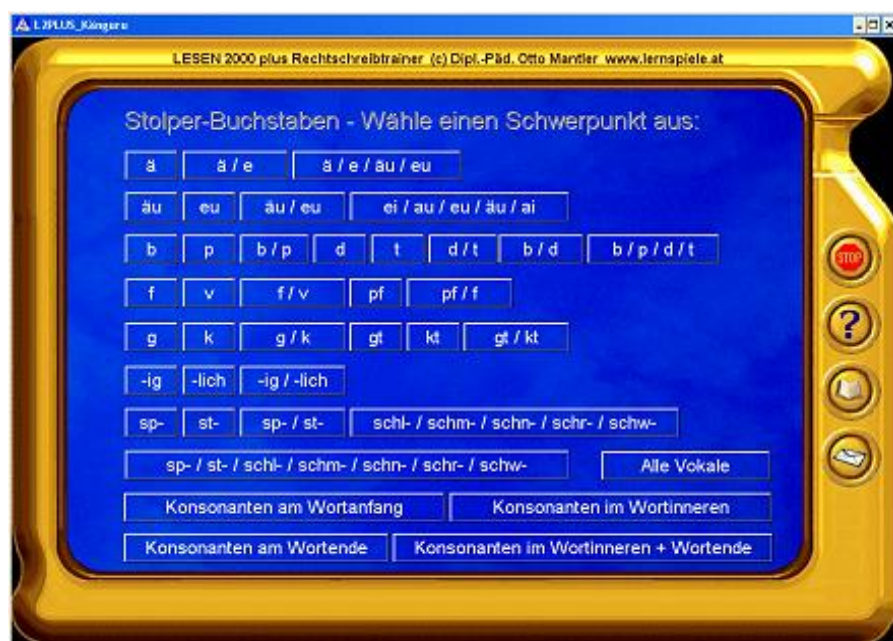 L2PLUS_Känguru
LESEN 2000 plus Rechtschreibtrainer (c) Dipl.-Päd. Otto Mantler www.lernspiele.at
Stolper-Buchstaben - Wähle einen Schwerpunkt aus:
ä ä / e ä / e / äu / eu
äu eu äu / eu ei / au / eu / äu / ai
b p b / p d t d / t b / d b / p / d / t
f v f / v pf pf / f
g k g / k gt kt gt / kt
-ig -lich -ig / -lich
sp- st- sp- / st- schl- / schm- / schn- / schr- / schw-
sp- / st- / schl- / schm- / schn- / schr- / schw- Alle Vokale
Konsonanten am Wortanfang Konsonanten im Wortinneren
Konsonanten am Wortende Konsonanten im Wortinneren + Wortende
STOP
?